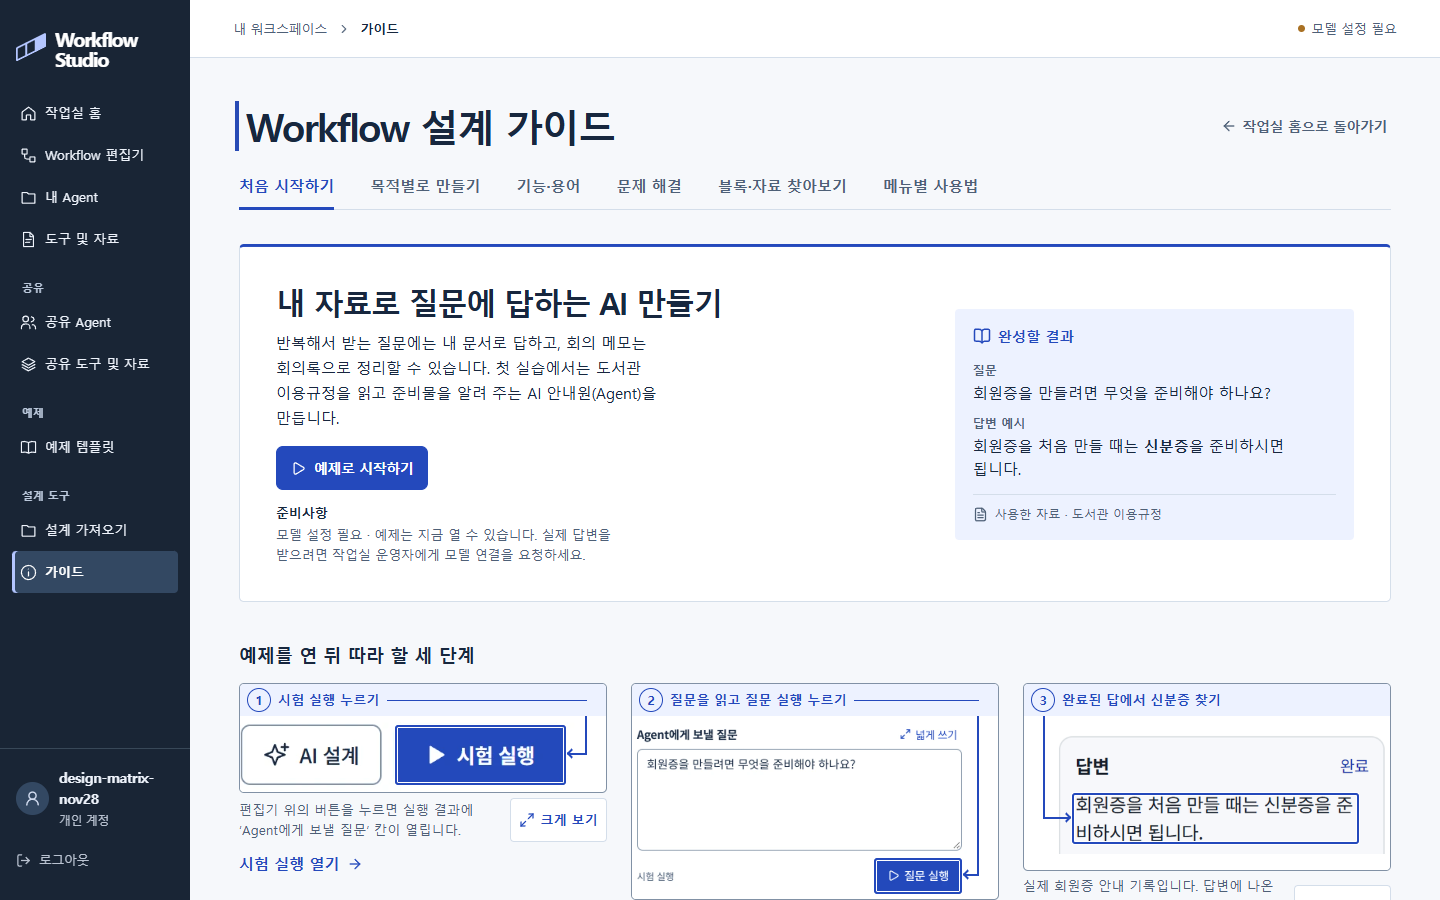 Workflow
Studio
작업실 홈
Workflow 편집기
내 Agent
도구 및 자료
공유
공유 Agent
공유 도구 및 자료
예제
예제 템플릿
설계 도구
설계 가져오기
가이드
design-matrix-
nov28
개인 계정
로그아웃
내 워크스페이스 > 가이드
모델 설정 필요
Workflow 설계 가이드
작업실 홈으로 돌아가기
처음 시작하기
목적별로 만들기
기능·용어
문제 해결
블록·자료 찾아보기
메뉴별 사용법
내 자료로 질문에 답하는 AI 만들기
반복해서 받는 질문에는 내 문서로 답하고, 회의 메모는
회의록으로 정리할 수 있습니다. 첫 실습에서는 도서관
이용규정을 읽고 준비물을 알려 주는 AI 안내원(Agent)을
만듭니다.
예제로 시작하기
준비사항
모델 설정 필요 · 예제는 지금 열 수 있습니다. 실제 답변을
받으려면 작업실 운영자에게 모델 연결을 요청하세요.
완성할 결과
질문
회원증을 만들려면 무엇을 준비해야 하나요?
답변 예시
회원증을 처음 만들 때는 신분증을 준비하시면
됩니다.
사용한 자료 · 도서관 이용규정
예제를 연 뒤 따라 할 세 단계
1 시험 실행 누르기
AI 설계
시험 실행
편집기 위의 버튼을 누르면 실행 결과에
'Agent에게 보낼 질문' 칸이 열립니다.
크게 보기
시험 실행 열기
2 질문을 읽고 질문 실행 누르기
Agent에게 보낼 질문
넓게 쓰기
회원증을 만들려면 무엇을 준비해야 하나요?
시험 실행
질문 실행
3 완료된 답에서 신분증 찾기
답변
완료
회원증을 처음 만들 때는 신분증을 준
비하시면 됩니다.
실제 회원증 안내 기록입니다. 답변에 나온